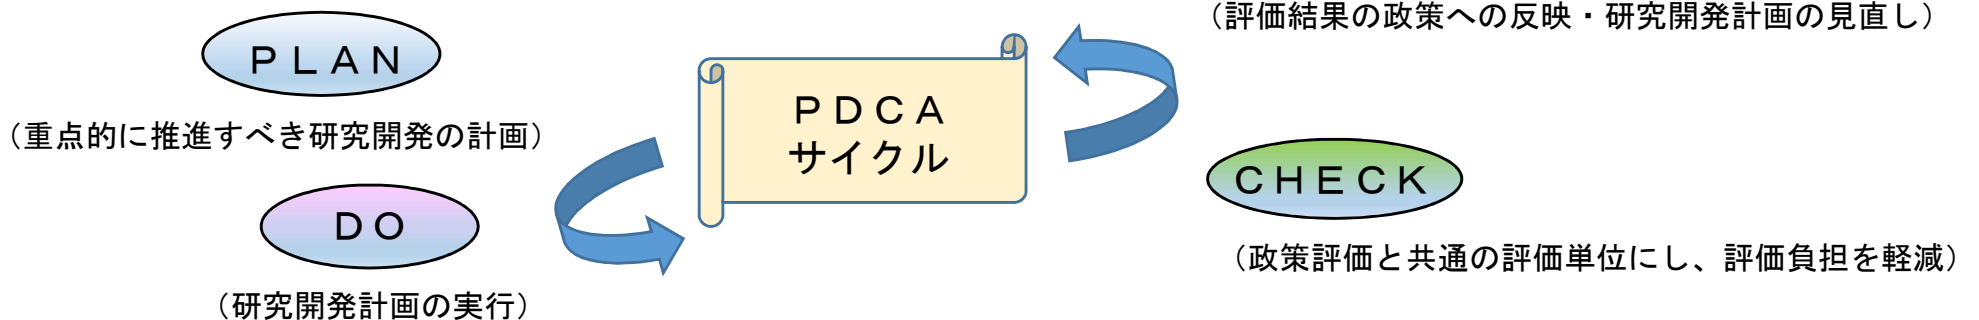 （評価結果の政策への反映・研究開発計画の見直し）
ＰＬＡＮ
（重点的に推進すべき研究開発の計画）
ＰＤＣＡ
サイクル
ＣＨＥＣＫ
ＤＯ
（政策評価と共通の評価単位にし、評価負担を軽減）
（研究開発計画の実行）